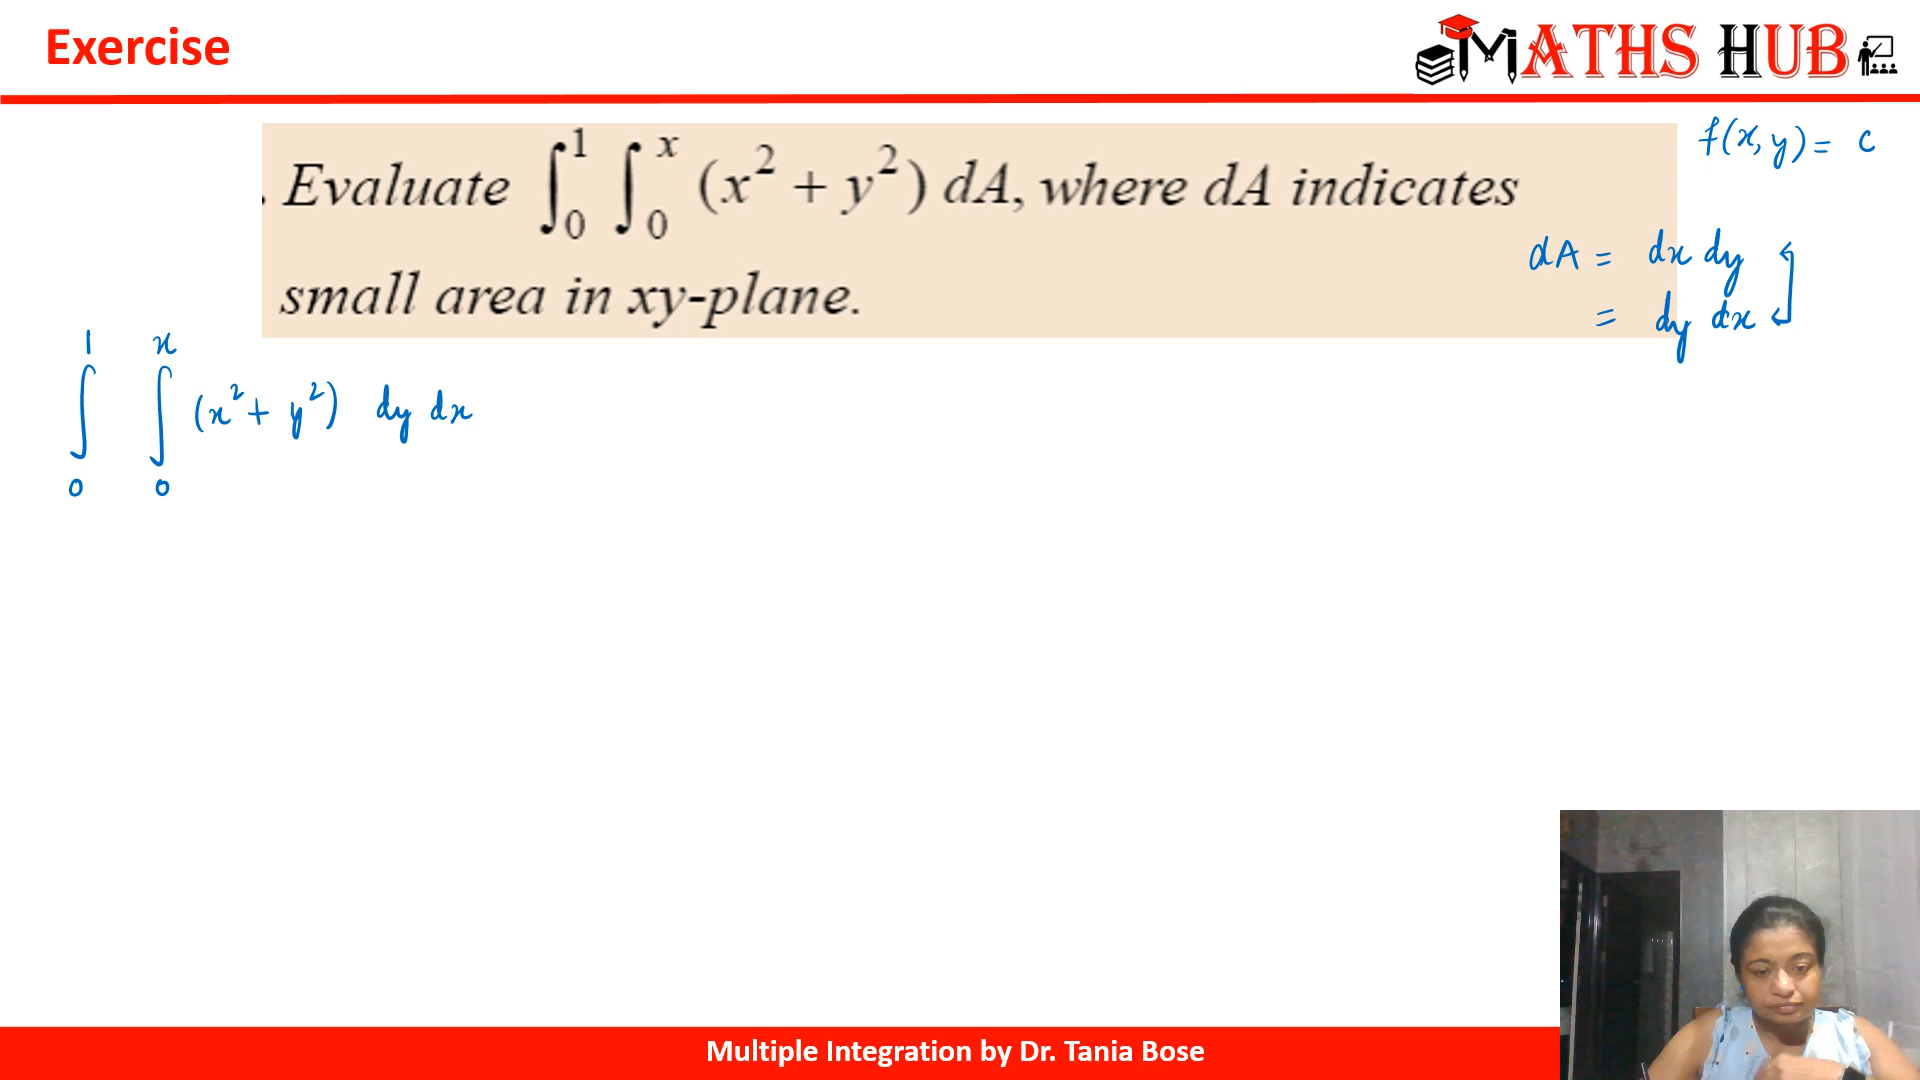 Exercise
MATHS HUB
. Evaluate ∫₀¹ ∫₀ˣ (x² + y²) dA, where dA indicates
small area in xy-plane.
f(x, y) = c
dA = dx dy
= dy dx
∫₀¹ ∫₀ˣ (x² + y²) dy dx
Multiple Integration by Dr. Tania Bose